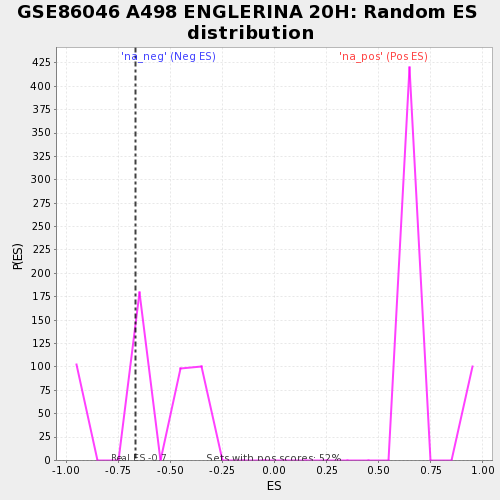 GSE86046 A498 ENGLERINA 20H: Random ES
distribution
'na_neg' (Neg ES)
'na_pos' (Pos ES)
425
400
375
350
325
300
275
250
225
200
175
150
125
100
75
50
25
0
P(ES)
Real ES -0.7
Sets with pos scores: 52%
-1.00 -0.75 -0.50 -0.25 0.00 0.25 0.50 0.75 1.00
ES